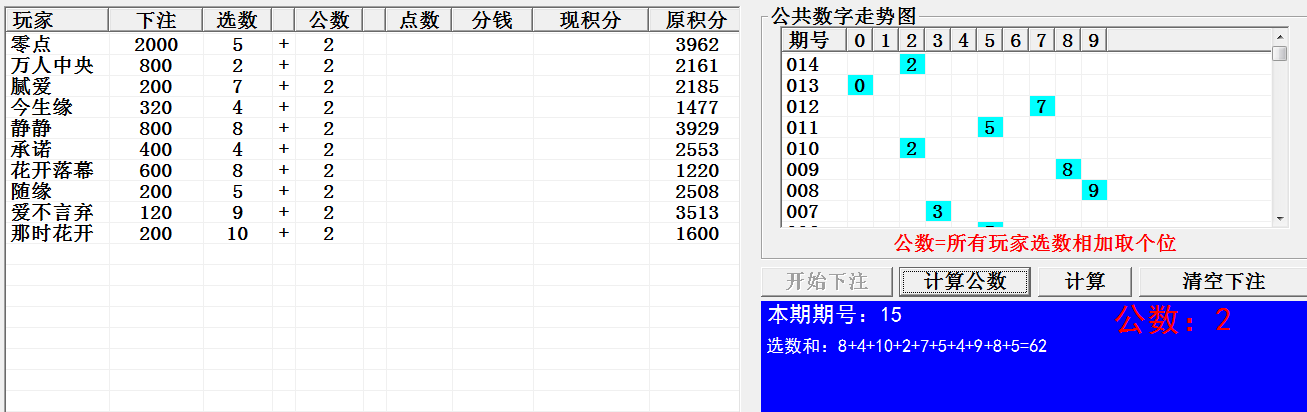 玩家 下注 选数 公数 点数 分钱 现积分 原积分
零点 2000 5 + 2 3962
万人中央 800 2 + 2 2161
腻爱 200 7 + 2 2185
今生缘 320 4 + 2 1477
静静 800 8 + 2 3929
承诺 400 4 + 2 2553
花开落幕 600 8 + 2 1220
随缘 200 5 + 2 2508
爱不言弃 120 9 + 2 3513
那时花开 200 10 + 2 1600
公共数字走势图
期号 0 1 2 3 4 5 6 7 8 9
014 2
013 0
012 7
011 5
010 2
009 8
008 9
007 3
公数=所有玩家选数相加取个位
开始下注 计算公数 计算 清空下注
本期期号：15
公数：2
选数和：8+4+10+2+7+5+4+9+8+5=62